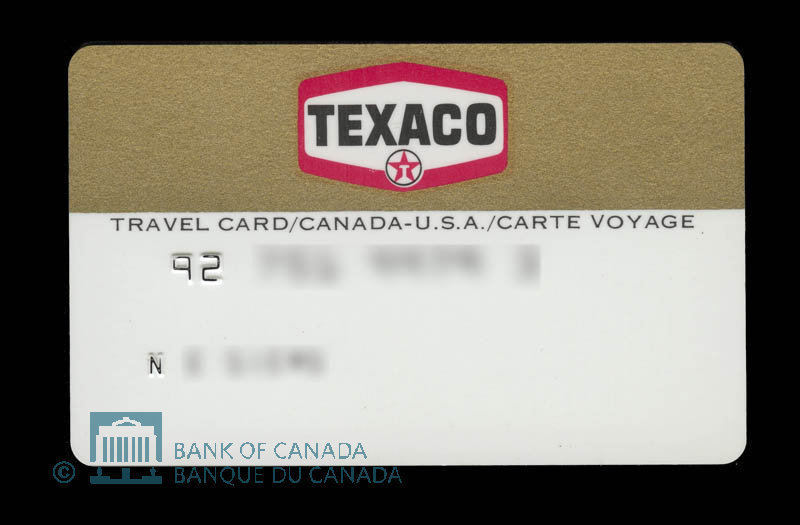 TEXACO
T
TRAVEL CARD/CANADA-U.S.A./CARTE VOYAGE
92
N
© BANK OF CANADA
BANQUE DU CANADA